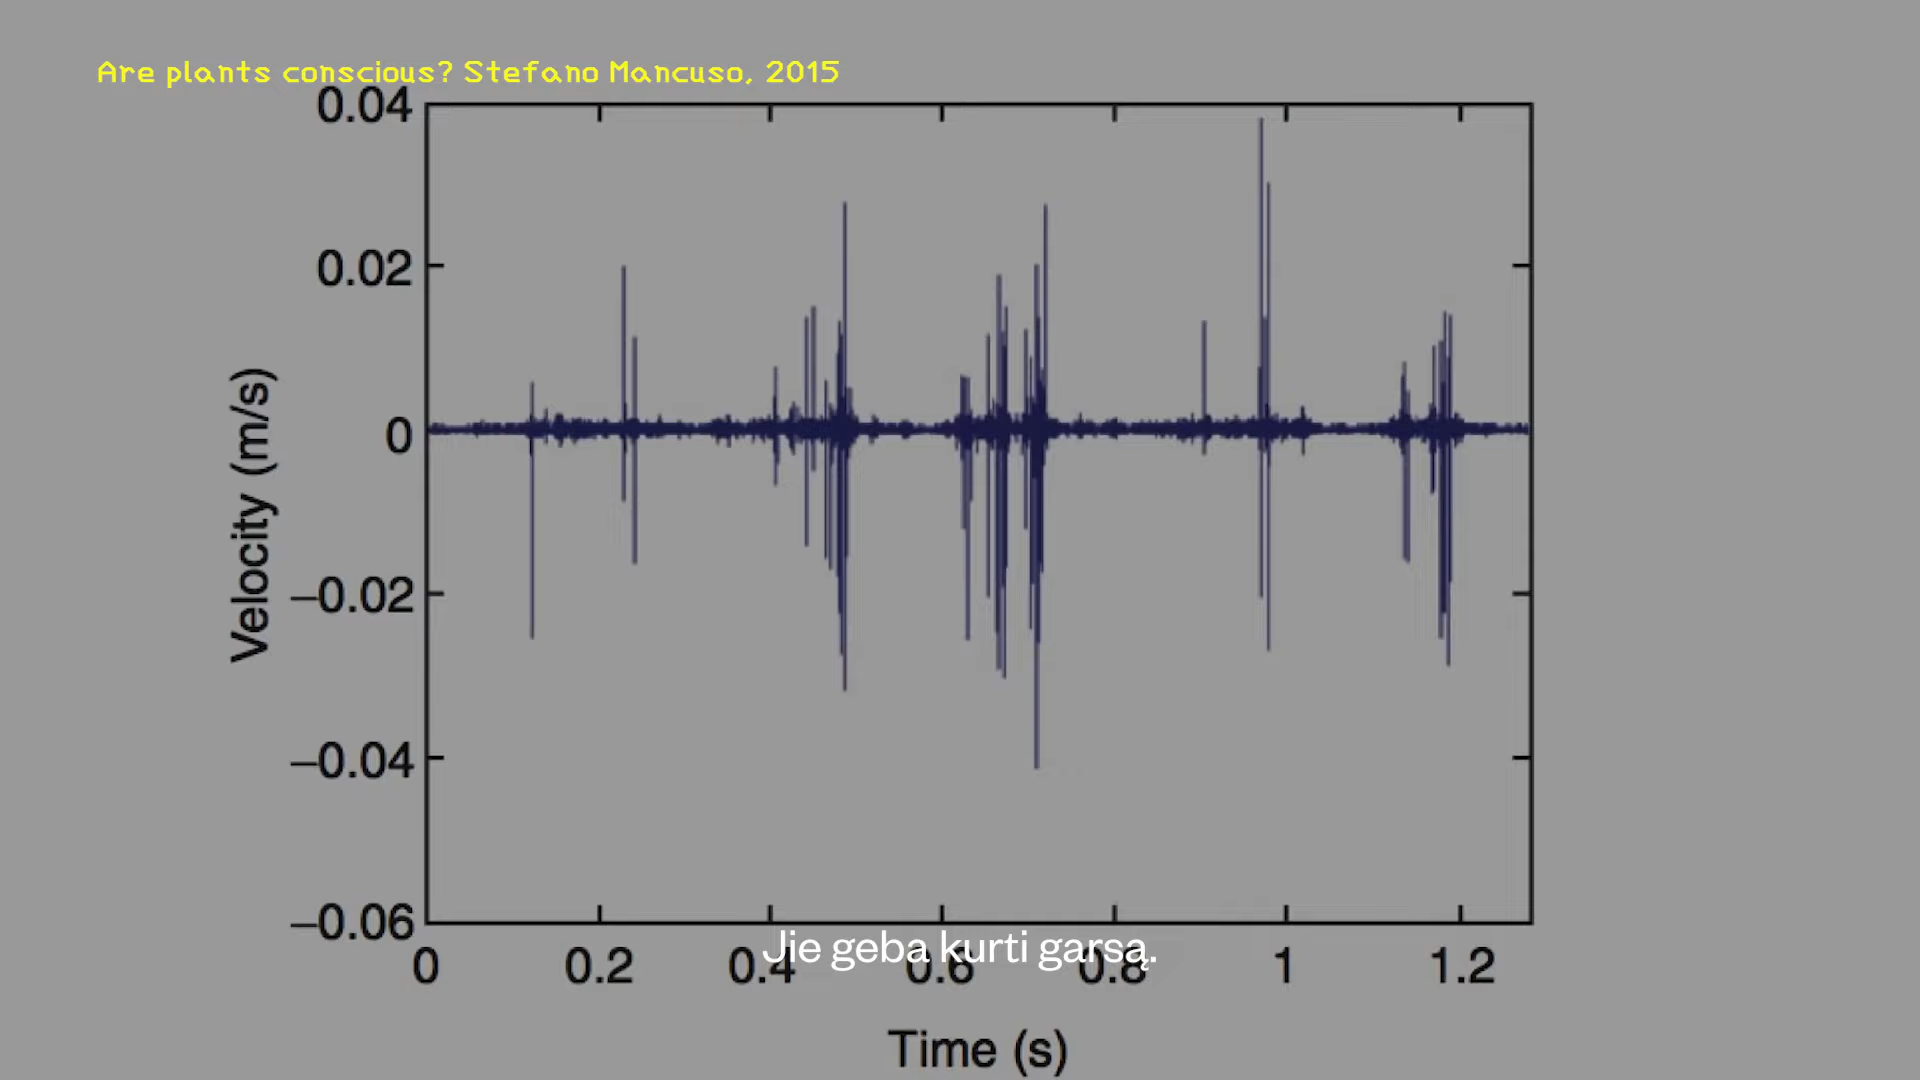 Are plants conscious? Stefano Mancuso, 2015
0.04
0.02
0
−0.02
−0.04
−0.06
Velocity (m/s)
0 0.2 0.4 0.6 0.8 1 1.2
Jie geba kurti garsą.
Time (s)